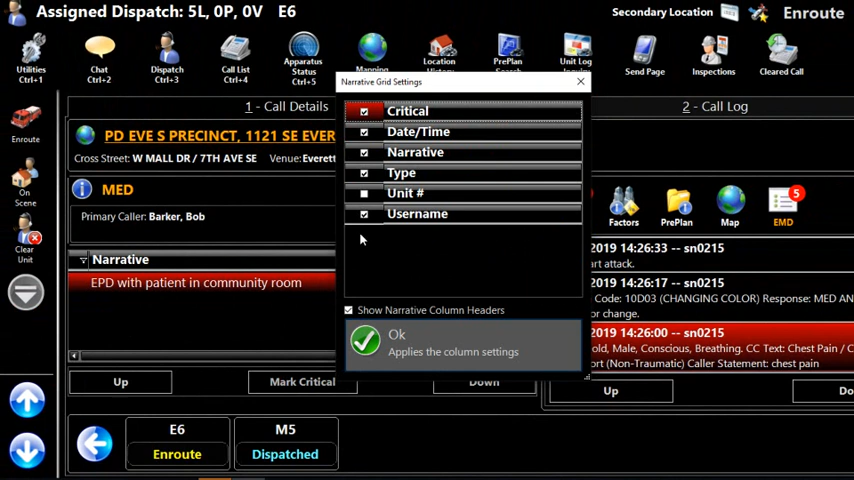 Assigned Dispatch: 5L, 0P, 0V E6
Secondary Location
Enroute
Utilities
Ctrl+1
Chat
Ctrl+2
Dispatch
Ctrl+3
Call List
Ctrl+4
Apparatus
Status
Ctrl+5
Mapping
Location
History
PrePlan
Search
Unit Log
Inquiry
Send Page
Inspections
Cleared Call
Narrative Grid Settings
Critical
Date/Time
Narrative
Type
Unit #
Username
Show Narrative Column Headers
Ok
Applies the column settings
Enroute
On
Scene
Clear
Unit
1 - Call Details
PD EVE S PRECINCT, 1121 SE EVER
Cross Street: W MALL DR / 7TH AVE SE Venue: Everett
MED
Primary Caller: Barker, Bob
Narrative
EPD with patient in community room
Up
Mark Critical
Down
E6
Enroute
M5
Dispatched
2 - Call Log
Factors
PrePlan
Map
EMD
5
2019 14:26:33 -- sn0215
art attack.
2019 14:26:17 -- sn0215
Code: 10D03 (CHANGING COLOR) Response: MED AN
or change.
2019 14:26:00 -- sn0215
old, Male, Conscious, Breathing. CC Text: Chest Pain / C
ort (Non-Traumatic) Caller Statement: chest pain
Up
Do